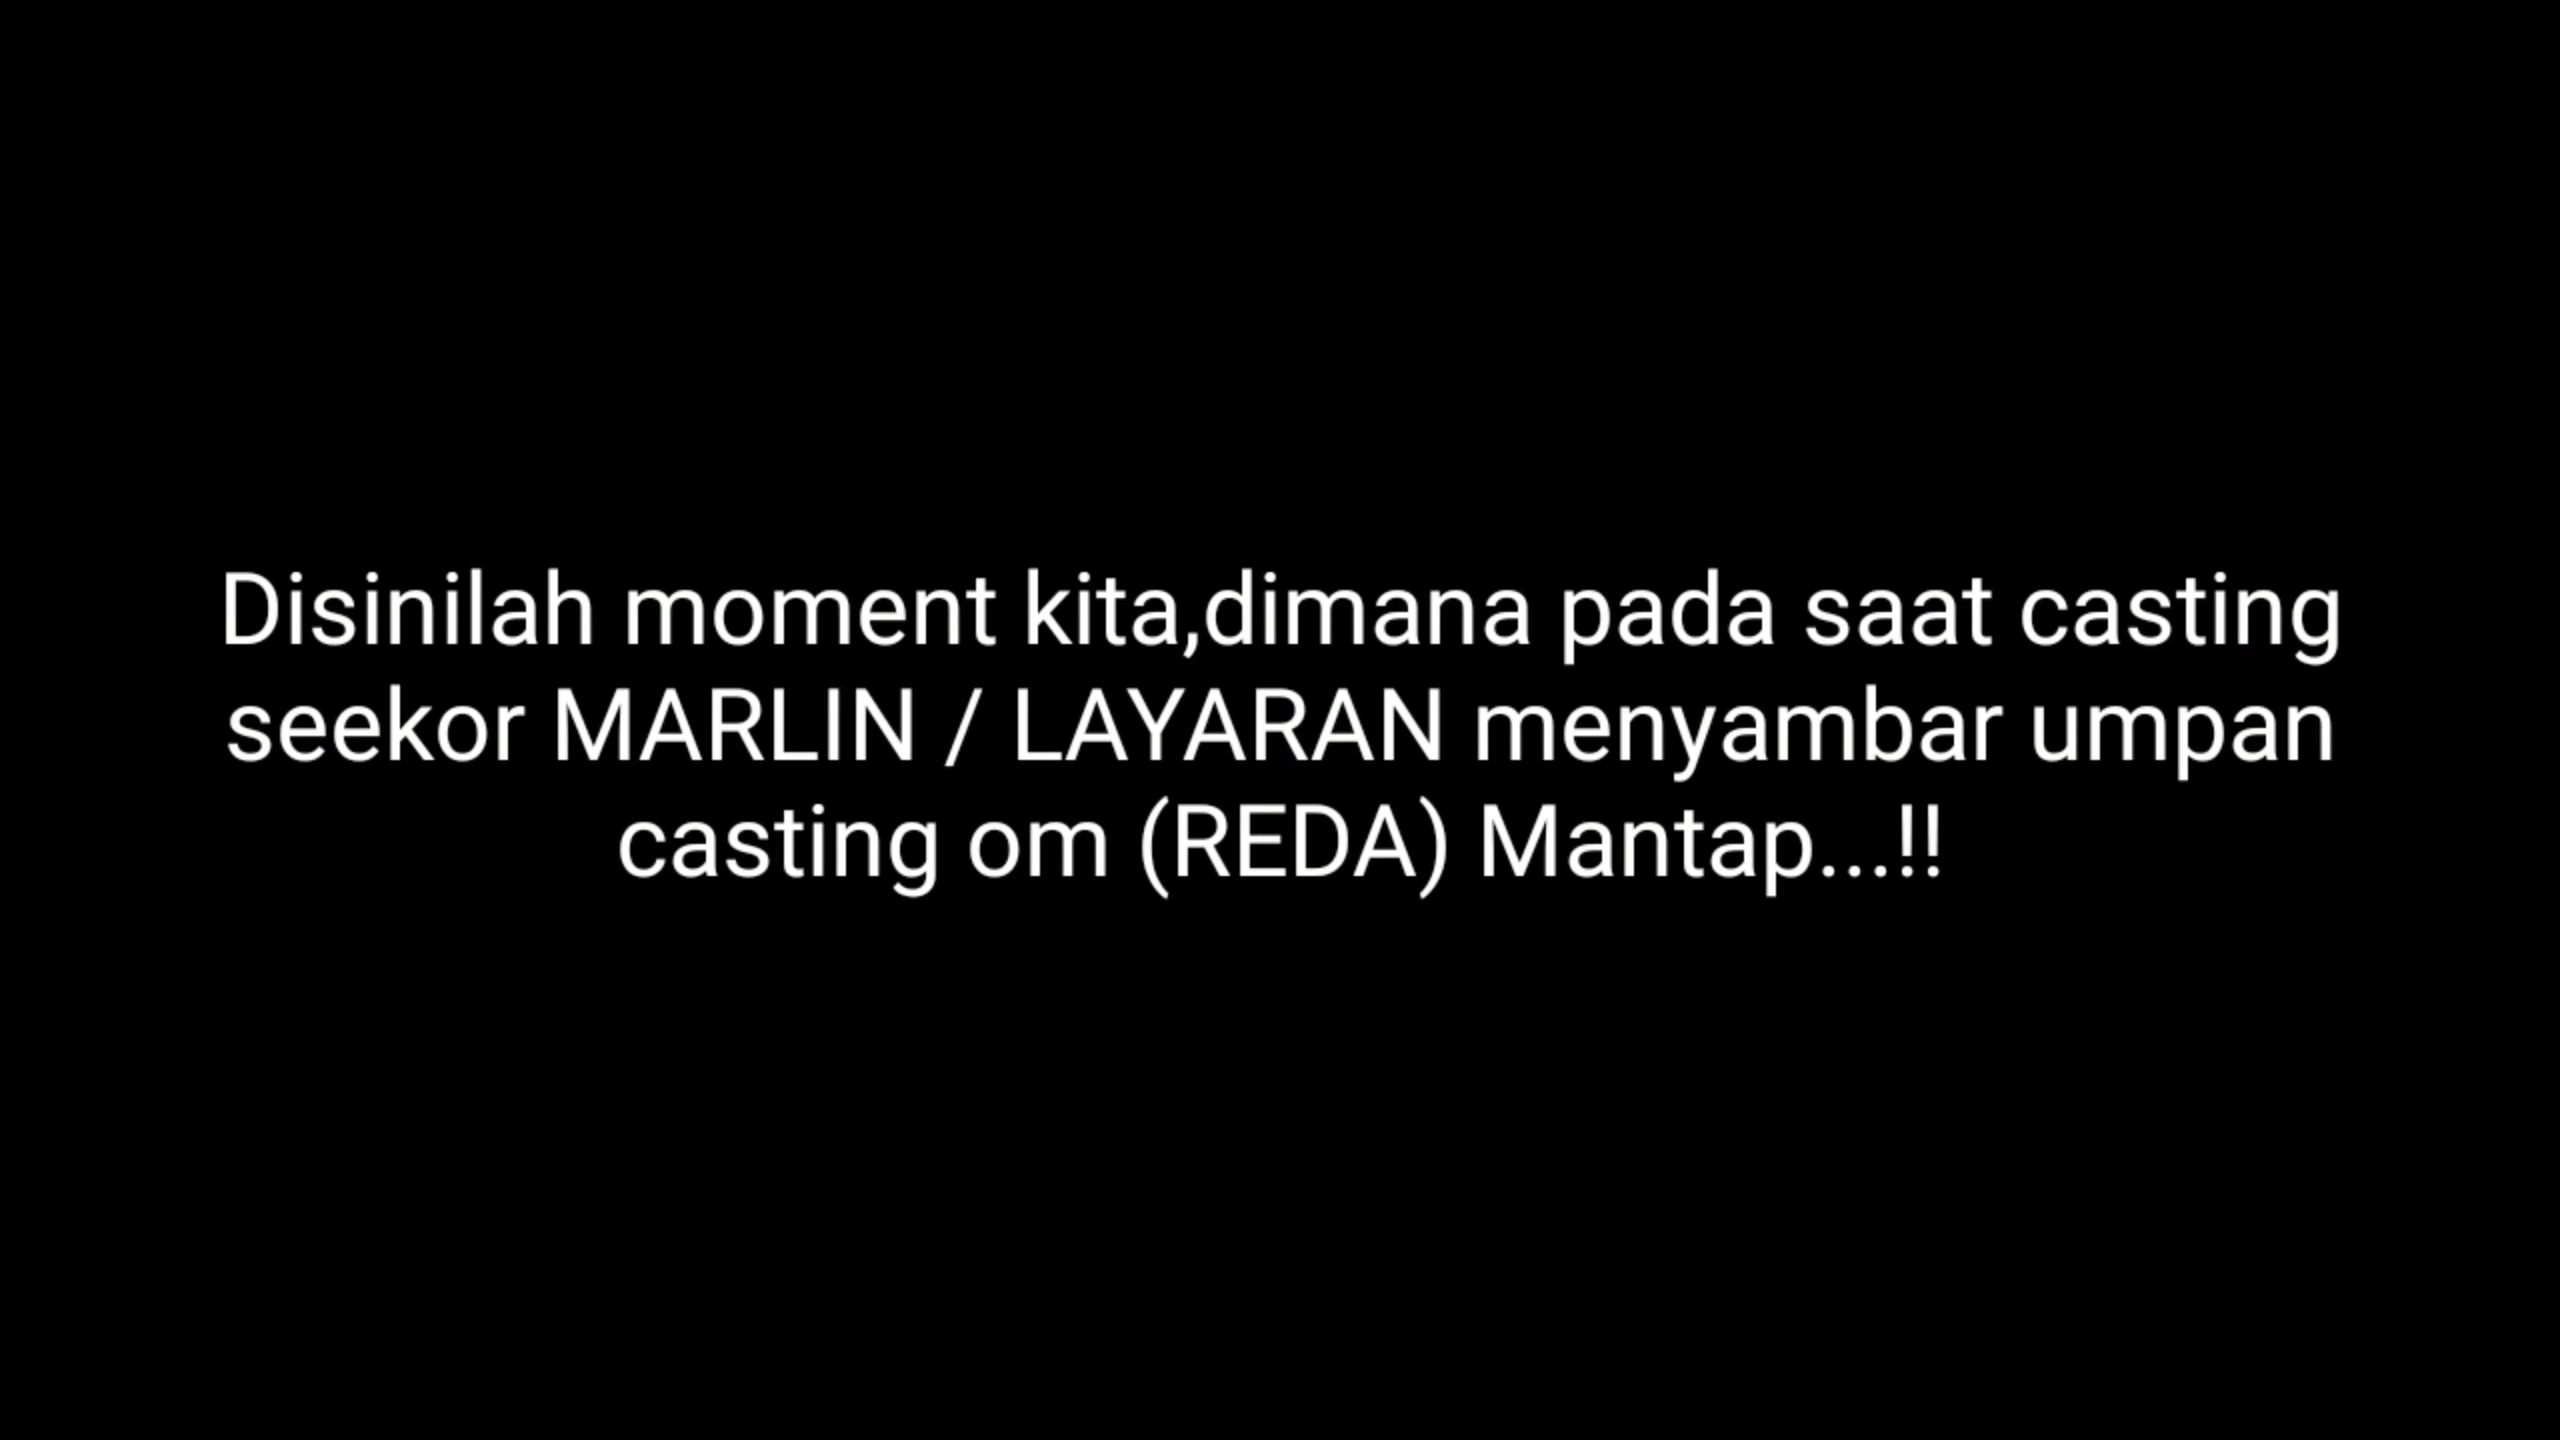 Disinilah moment kita,dimana pada saat casting
seekor MARLIN / LAYARAN menyambar umpan
casting om (REDA) Mantap...!!